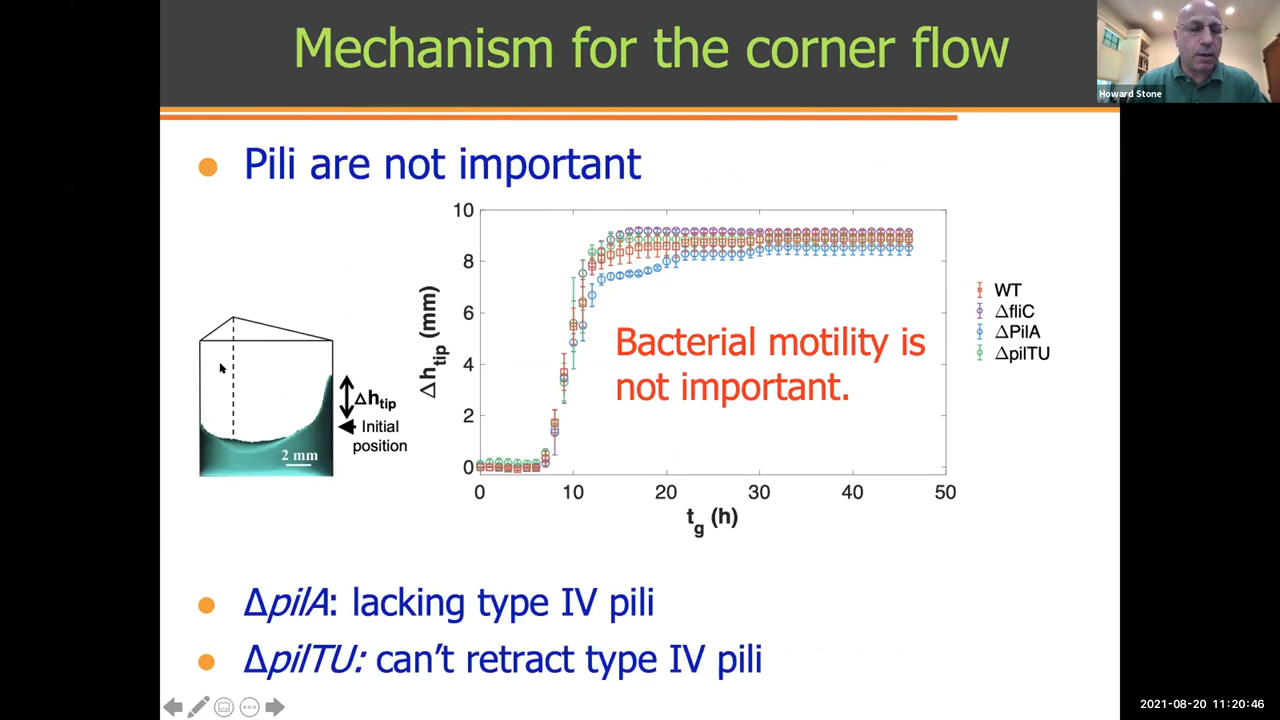 Mechanism for the corner flow
Howard Stone
Pili are not important
10
8
6
4
2
0
Δh_tip (mm)
0 10 20 30 40 50
t_g (h)
Bacterial motility is
not important.
WT
ΔfliC
ΔPilA
ΔpilTU
Δh_tip
Initial
position
2 mm
ΔpilA: lacking type IV pili
ΔpilTU: can't retract type IV pili
2021-08-20 11:20:46